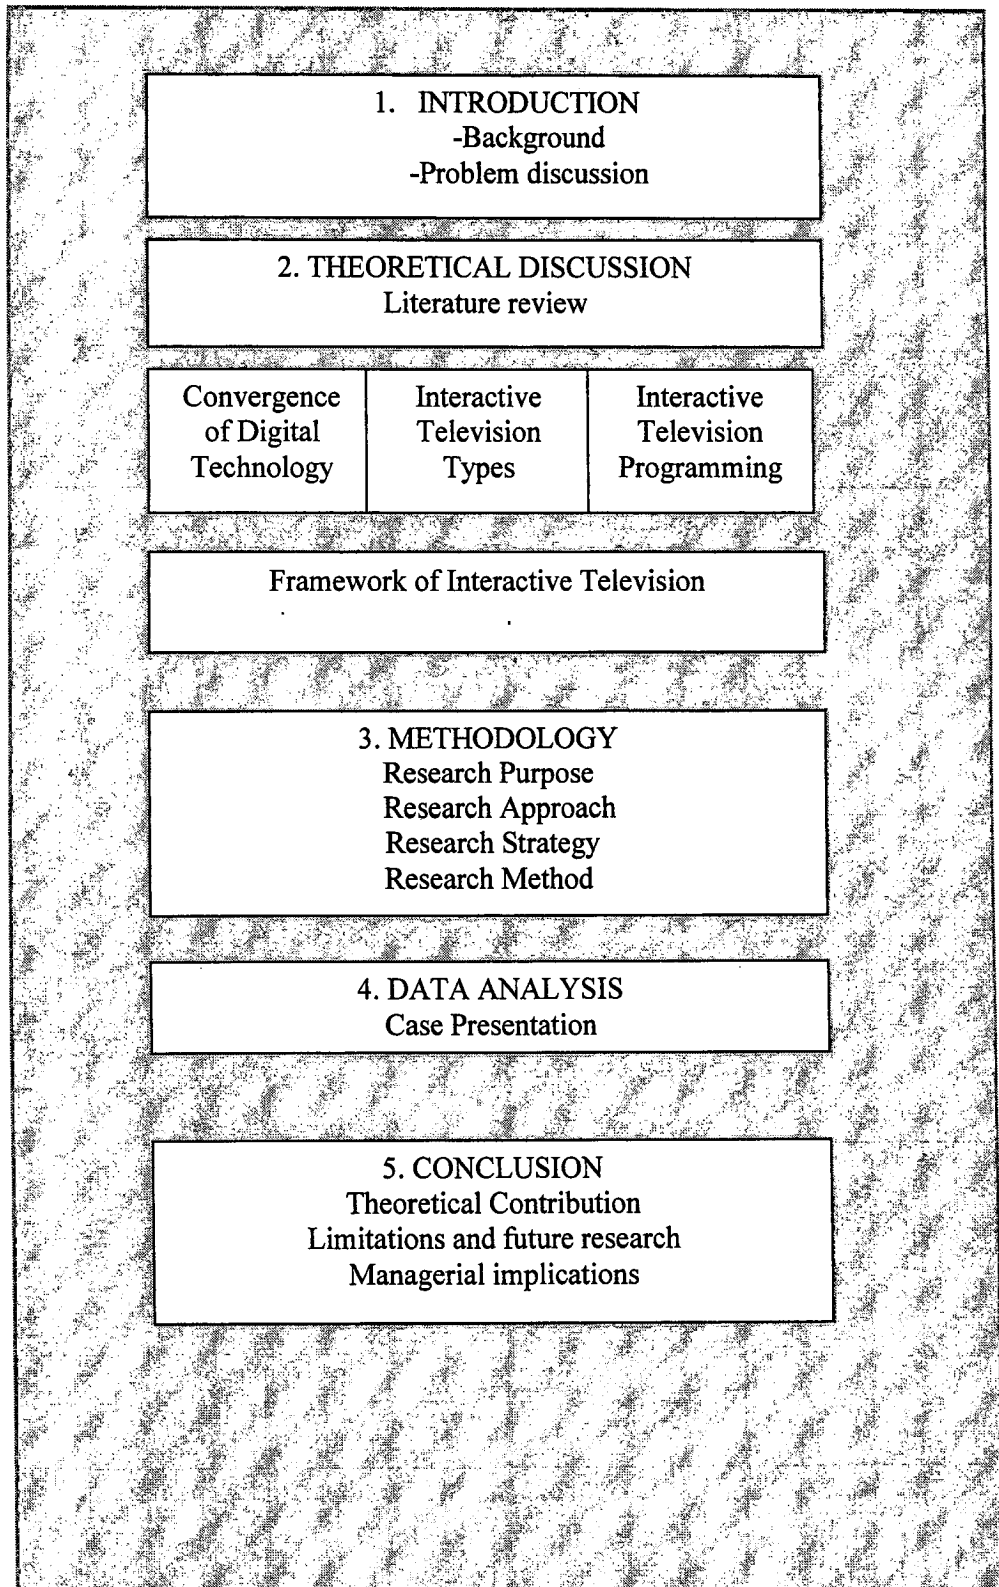 1. INTRODUCTION
-Background
-Problem discussion
2. THEORETICAL DISCUSSION
Literature review
Convergence
of Digital
Technology
Interactive
Television
Types
Interactive
Television
Programming
Framework of Interactive Television
3. METHODOLOGY
Research Purpose
Research Approach
Research Strategy
Research Method
4. DATA ANALYSIS
Case Presentation
5. CONCLUSION
Theoretical Contribution
Limitations and future research
Managerial implications